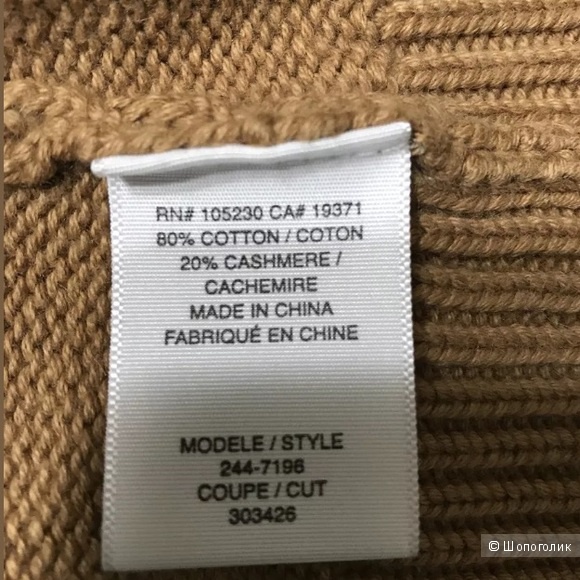 RN# 105230 CA# 19371
80% COTTON / COTON
20% CASHMERE /
CACHEMIRE
MADE IN CHINA
FABRIQUÉ EN CHINE
MODELE / STYLE
244-7196
COUPE / CUT
303426
© Шопоголик